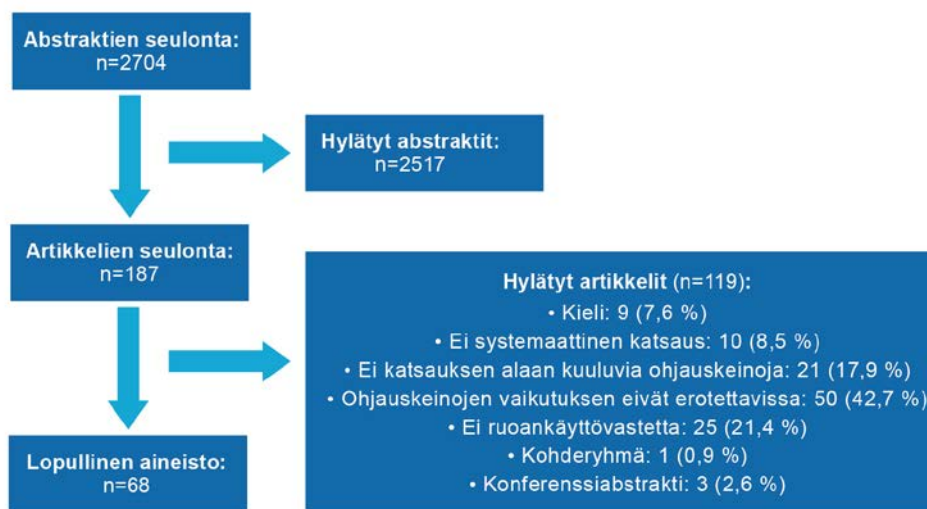 Abstraktien seulonta:
n=2704
Hylätyt abstraktit:
n=2517
Artikkelien seulonta:
n=187
Hylätyt artikkelit (n=119):
• Kieli: 9 (7,6 %)
• Ei systemaattinen katsaus: 10 (8,5 %)
• Ei katsauksen alaan kuuluvia ohjauskeinoja: 21 (17,9 %)
• Ohjauskeinojen vaikutuksen eivät erotettavissa: 50 (42,7 %)
• Ei ruoankäyttövastetta: 25 (21,4 %)
• Kohderyhmä: 1 (0,9 %)
• Konferenssiabstrakti: 3 (2,6 %)
Lopullinen aineisto:
n=68